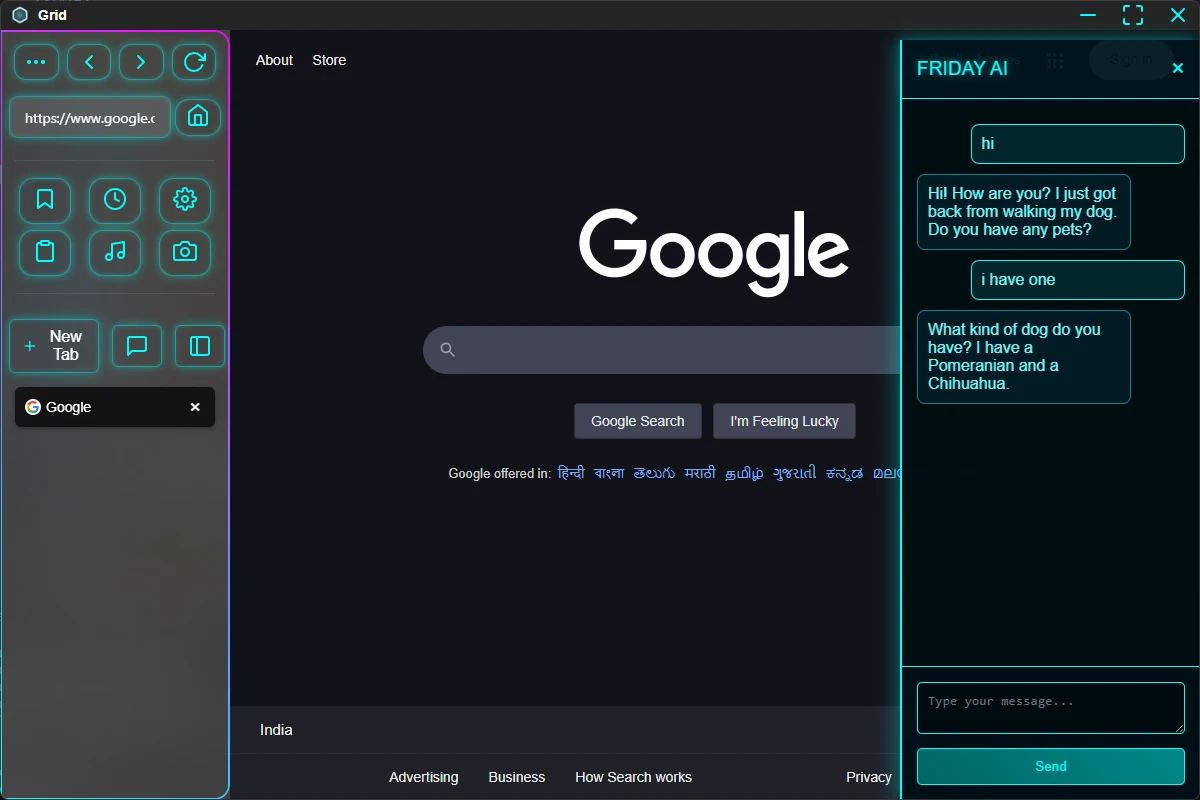 Grid
https://www.google.c
New
Tab
Google
About Store
Google
Google Search I'm Feeling Lucky
Google offered in: हिन्दी বাংলা తెలుగు मराठी தமிழ் ગુજરાતી ಕನ್ನಡ
India
Advertising Business How Search works Privacy
Sign in
FRIDAY AI
hi
Hi! How are you? I just got
back from walking my dog.
Do you have any pets?
i have one
What kind of dog do you
have? I have a
Pomeranian and a
Chihuahua.
Type your message...
Send